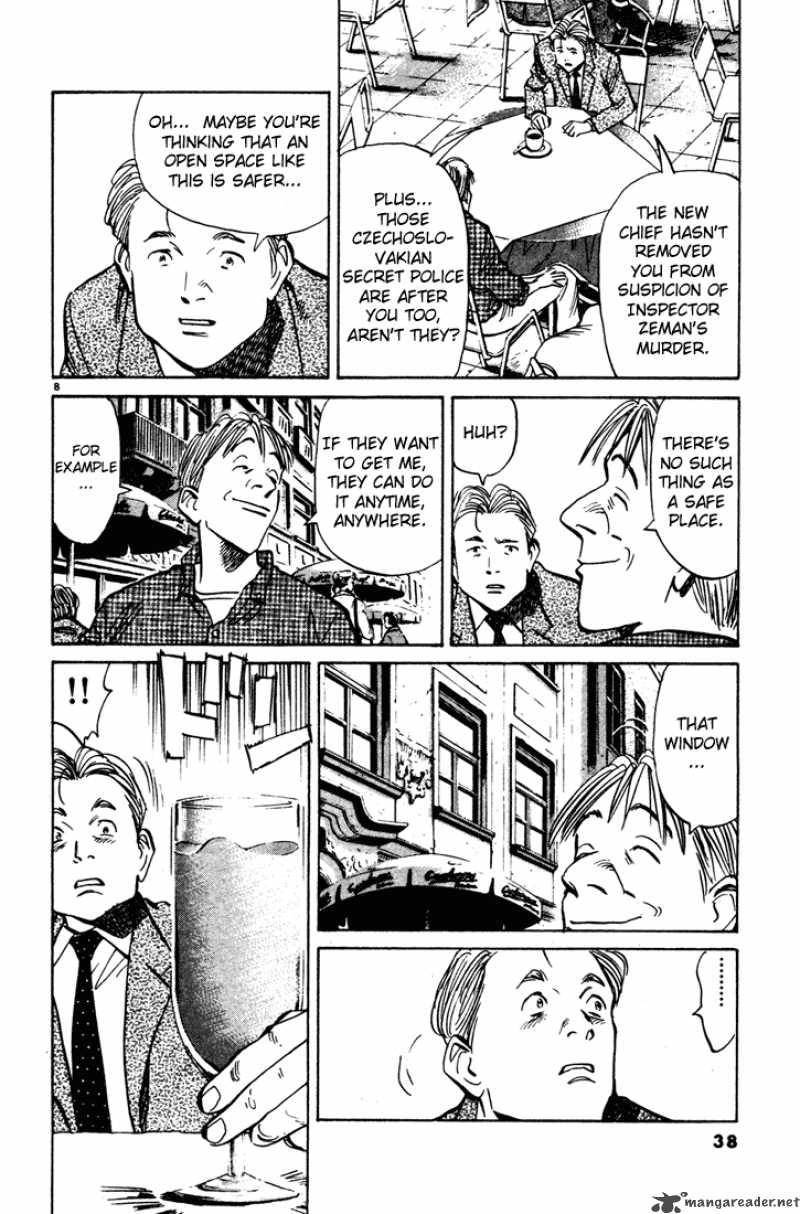 THE NEW
CHIEF HASN'T
REMOVED
YOU FROM
SUSPICION OF
INSPECTOR
ZEMAN'S
MURDER.
PLUS...
THOSE
CZECHOSLO-
VAKIAN
SECRET POLICE
ARE AFTER
YOU TOO,
AREN'T THEY?
OH... MAYBE YOU'RE
THINKING THAT AN
OPEN SPACE LIKE
THIS IS SAFER...
8
THERE'S
NO SUCH
THING AS
A SAFE
PLACE.
HUH?
IF THEY WANT
TO GET ME,
THEY CAN DO
IT ANYTIME,
ANYWHERE.
FOR
EXAMPLE
...
THAT
WINDOW
...
.........
!!
38
mangareader.net